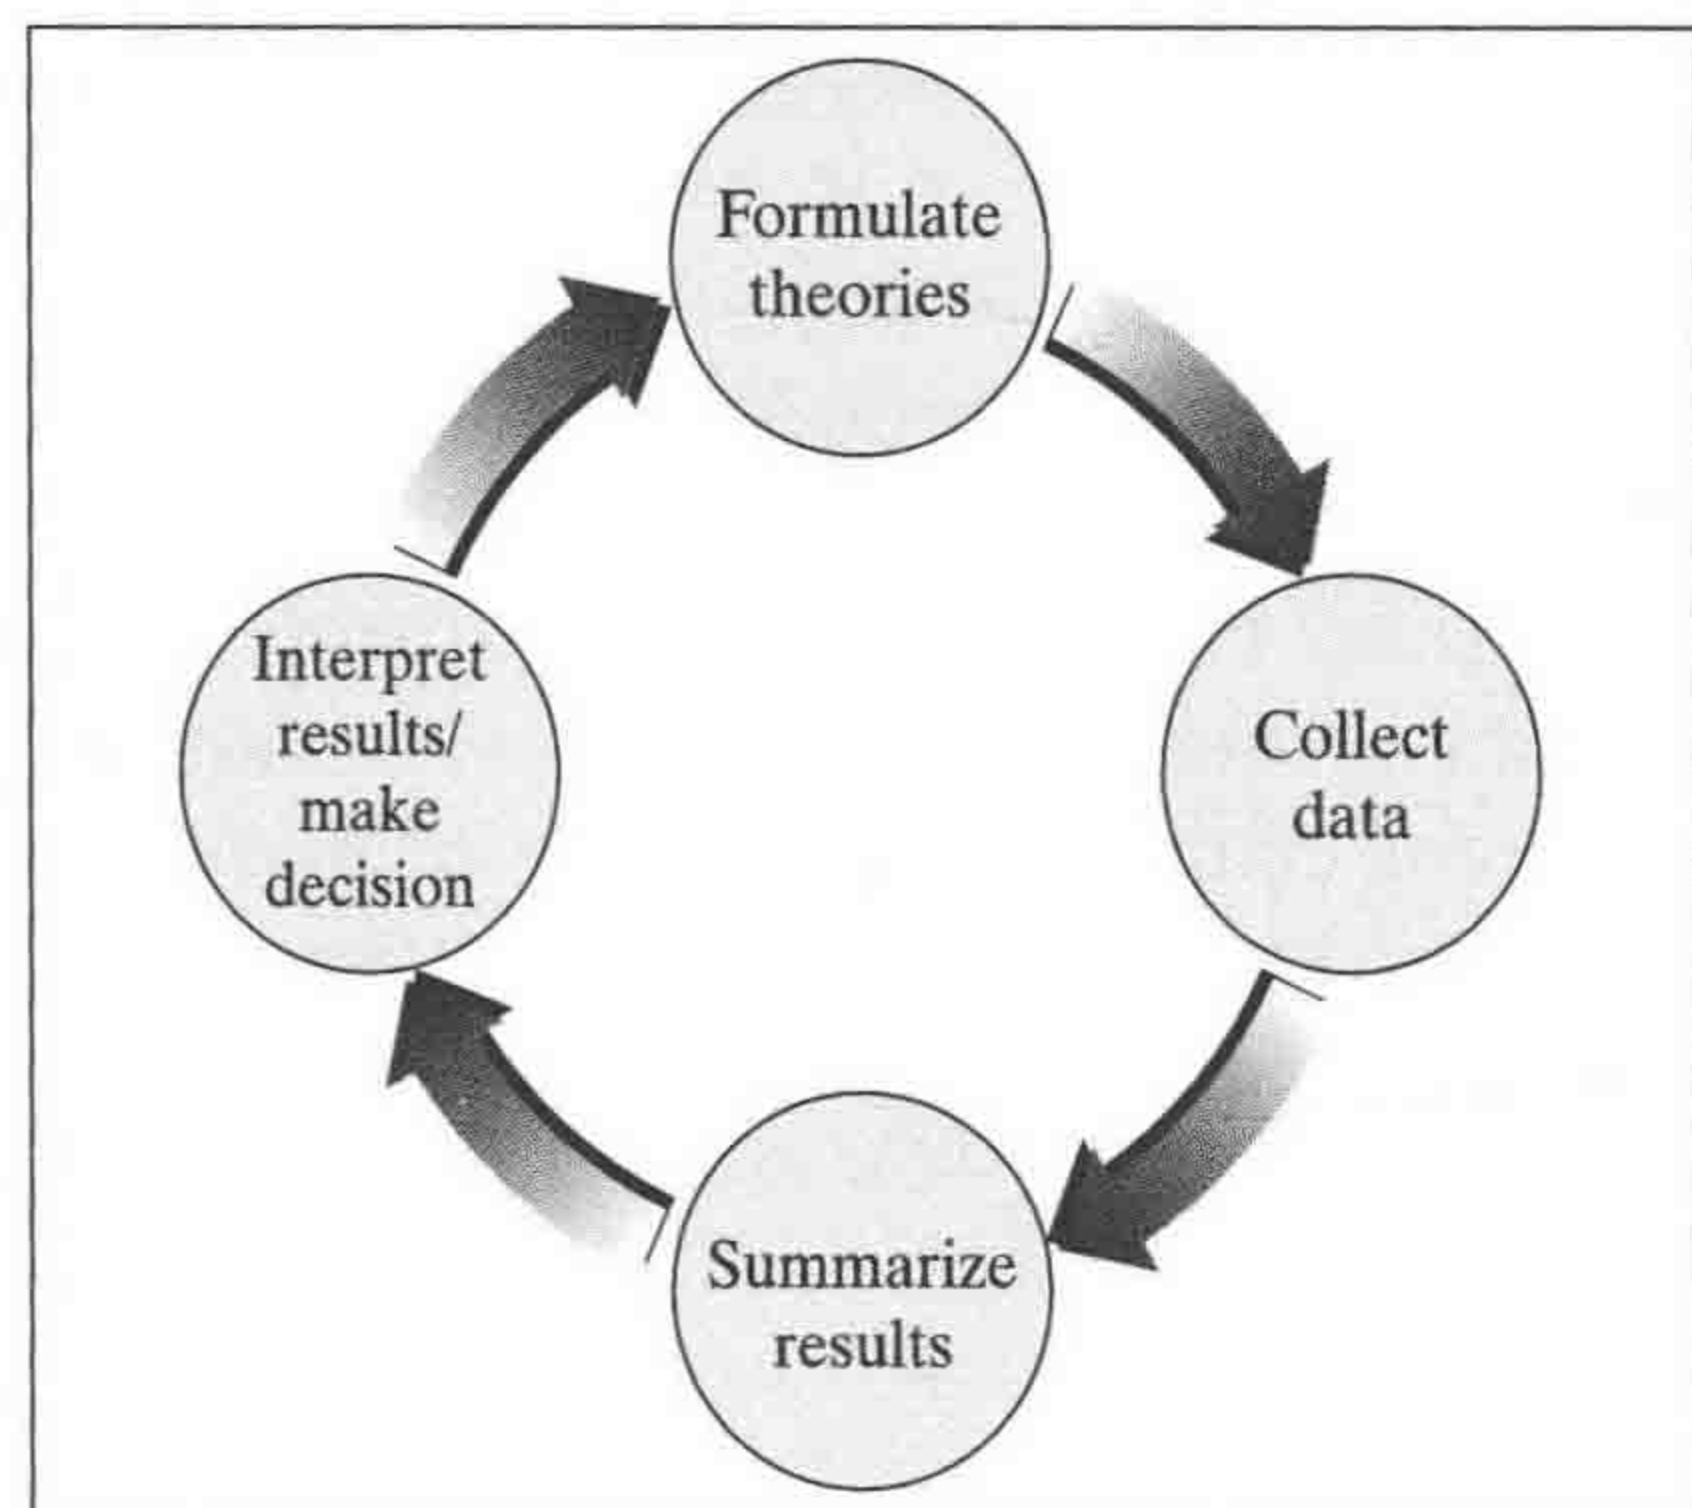 Formulate
theories
Collect
data
Summarize
results
Interpret
results/
make
decision